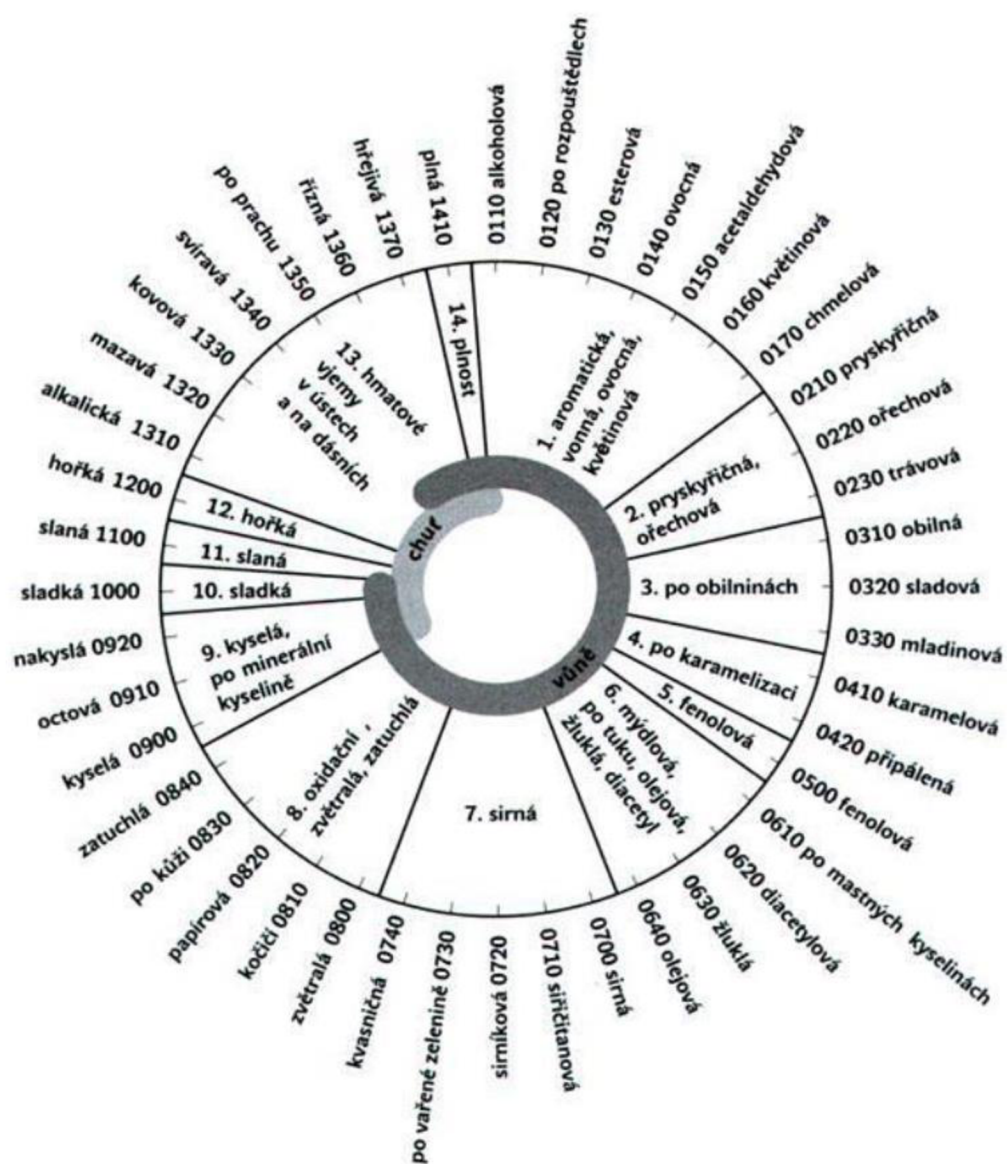 0110 alkoholová
0120 po rozpouštědlech
0130 esterová
0140 ovocná
0150 acetaldehydová
0160 květinová
0170 chmelová
0210 pryskyřičná
0220 ořechová
0230 trávová
0310 obilná
0320 sladová
0330 mladinová
0410 karamelová
0420 připálená
0500 fenolová
0610 po mastných kyselinách
0620 diacetylová
0630 žluklá
0640 olejová
0700 sirná
0710 siřičitanová
sirníková 0720
po vařené zelenině 0730
kvasničná 0740
zvětralá 0800
kočičí 0810
papírová 0820
po kůži 0830
zatuchlá 0840
kyselá 0900
octová 0910
nakyslá 0920
sladká 1000
slaná 1100
hořká 1200
alkalická 1310
mazavá 1320
kovová 1330
svíravá 1340
po prachu 1350
řízná 1360
hřejivá 1370
plná 1410
1. aromatická,
vonná, ovocná,
květinová
2. pryskyřičná,
ořechová
3. po obilninách
4. po karamelizaci
5. fenolová
6. mýdlová,
po tuku, olejová,
žluklá, diacetyl
7. sirná
8. oxidační ,
zvětralá, zatuchlá
9. kyselá,
po minerální
kyselině
10. sladká
11. slaná
12. hořká
13. hmatové
vjemy
v ústech
a na dásních
14. plnost
chuť
vůně